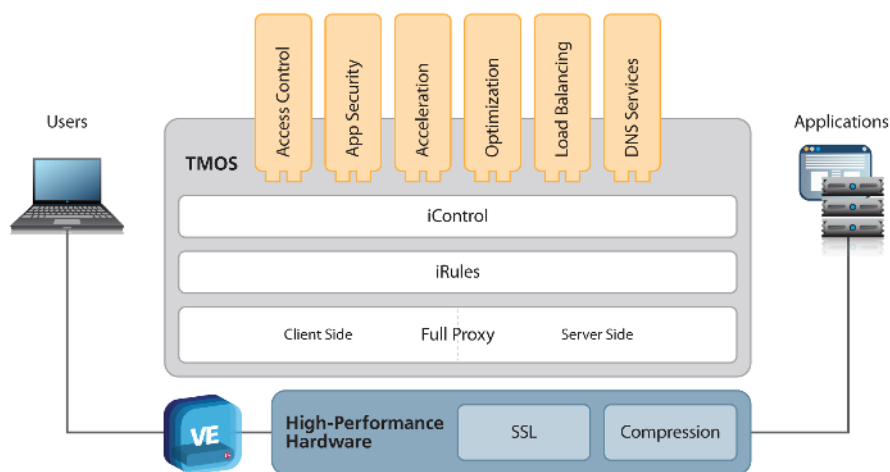 Access Control
App Security
Acceleration
Optimization
Load Balancing
DNS Services
Users
Applications
TMOS
iControl
iRules
Client Side
Full Proxy
Server Side
VE
High-Performance
Hardware
SSL
Compression